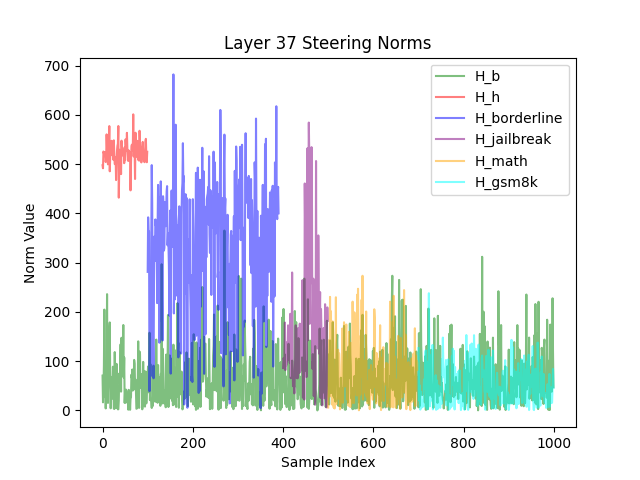 Layer 37 Steering Norms
H_b
H_h
H_borderline
H_jailbreak
H_math
H_gsm8k
Norm Value
700
600
500
400
300
200
100
0
0 200 400 600 800 1000
Sample Index